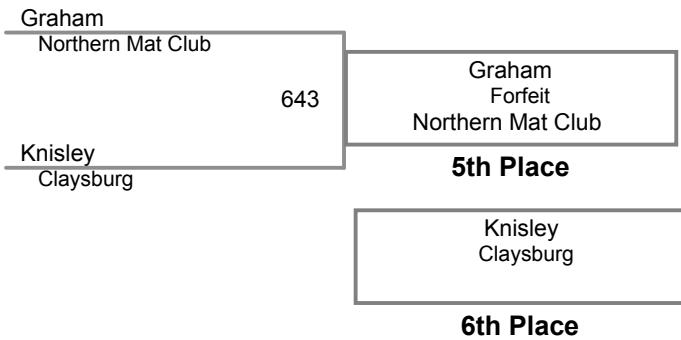 Graham
Northern Mat Club
643
Knisley
Claysburg
Graham
Forfeit
Northern Mat Club
5th Place
Knisley
Claysburg
6th Place